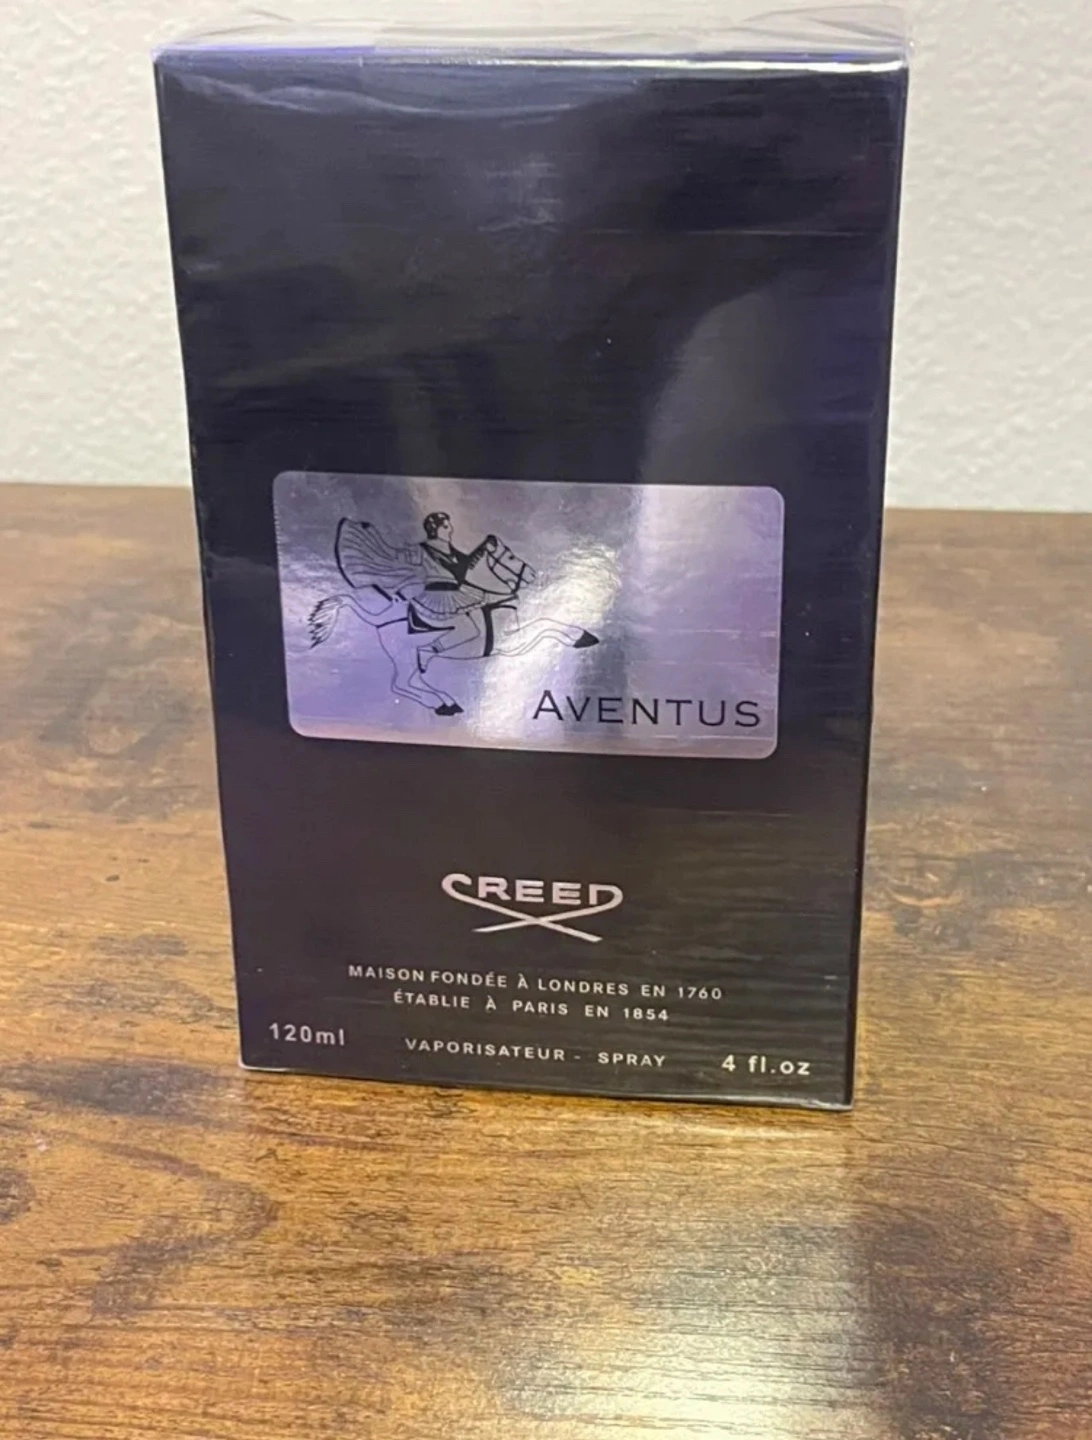 AVENTUS
CREED
MAISON FONDÉE À LONDRES EN 1760
ÉTABLIE À PARIS EN 1854
120ml
VAPORISATEUR - SPRAY
4 fl.oz